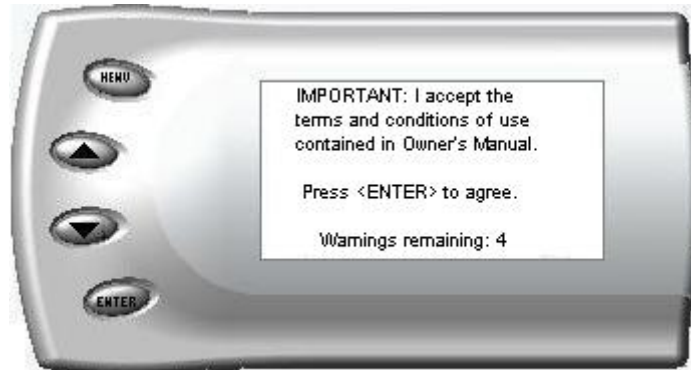 MENU
IMPORTANT: I accept the
terms and conditions of use
contained in Owner's Manual.
Press <ENTER> to agree.
Warnings remaining: 4
ENTER